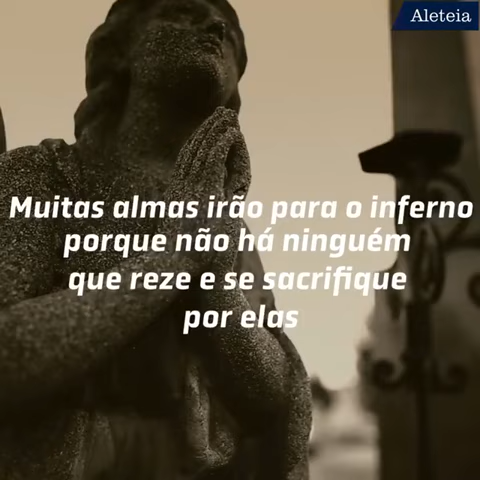 Aleteia
Muitas almas irão para o inferno
porque não há ninguém
que reze e se sacrifique
por elas